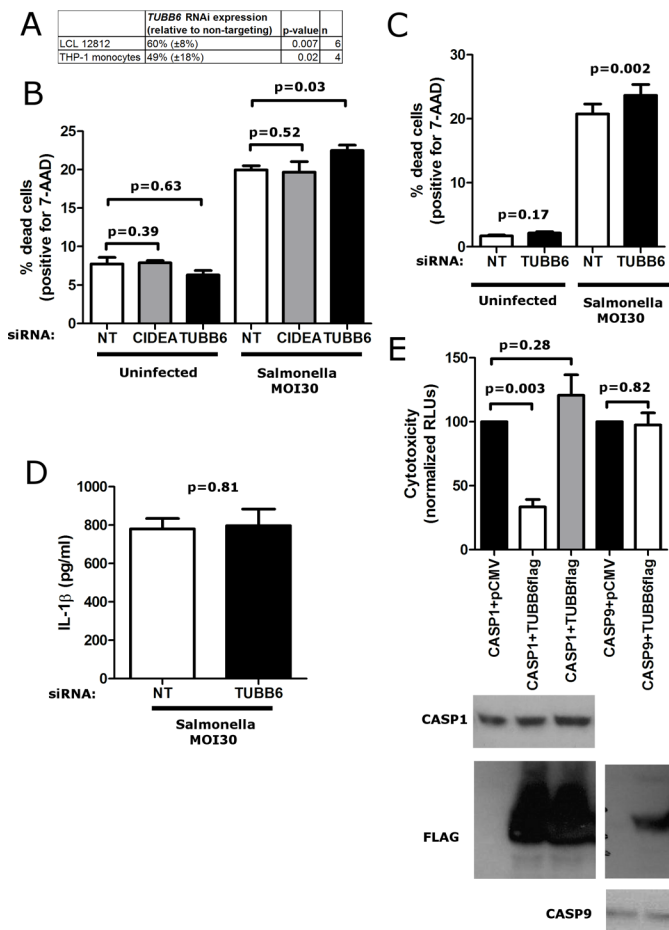 A
TUBB6 RNAi expression (relative to non-targeting) p-value n
LCL 12812 60% (±8%) 0.007 6
THP-1 monocytes 49% (±18%) 0.02 4
B
% dead cells
(positive for 7-AAD)
25
20
15
10
5
0
p=0.63
p=0.39
p=0.03
p=0.52
siRNA: NT CIDEA TUBB6 NT CIDEA TUBB6
Uninfected
Salmonella
MOI30
C
% dead cells
(positive for 7-AAD)
30
20
10
0
p=0.17
p=0.002
siRNA: NT TUBB6 NT TUBB6
Uninfected
Salmonella
MOI30
D
IL-1β (pg/ml)
1000
800
600
400
200
0
p=0.81
siRNA: NT TUBB6
Salmonella
MOI30
E
Cytotoxicity
(normalized RLUs)
150
100
50
0
p=0.28
p=0.003
p=0.82
CASP1+pCMV
CASP1+TUBB6flag
CASP1+TUBBflag
CASP9+pCMV
CASP9+TUBB6flag
CASP1
FLAG
CASP9